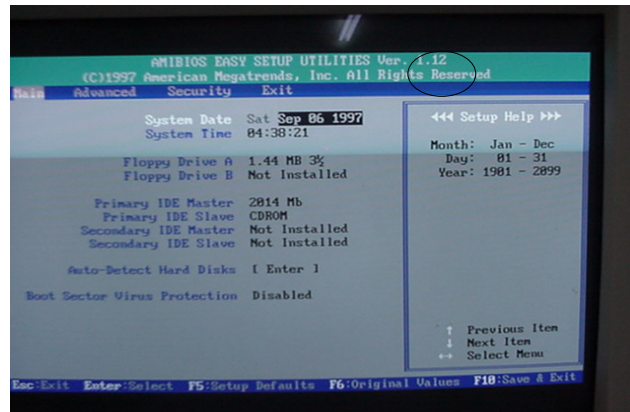 AMIBIOS EASY SETUP UTILITIES Ver. 1.12
(C)1997 American Megatrends, Inc. All Rights Reserved
Main Advanced Security Exit
System Date Sat Sep 06 1997
System Time 04:38:21
Floppy Drive A 1.44 MB 3½
Floppy Drive B Not Installed
Primary IDE Master 2014 Mb
Primary IDE Slave CDROM
Secondary IDE Master Not Installed
Secondary IDE Slave Not Installed
Auto-Detect Hard Disks [ Enter ]
Boot Sector Virus Protection Disabled
◄◄◄ Setup Help ►►►
Month: Jan - Dec
Day: 01 - 31
Year: 1901 - 2099
↑ Previous Item
↓ Next Item
↔ Select Menu
Esc:Exit Enter:Select F5:Setup Defaults F6:Original Values F10:Save & Exit